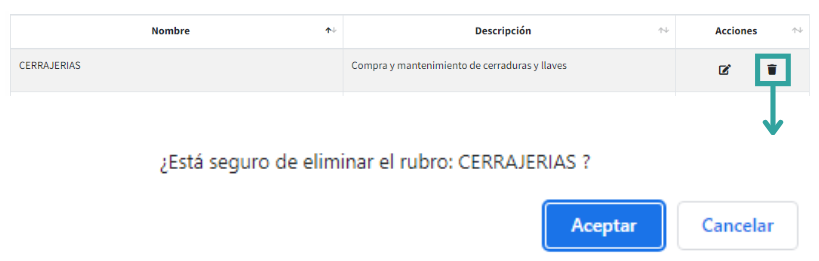 Nombre Descripción Acciones
CERRAJERIAS Compra y mantenimiento de cerraduras y llaves
¿Está seguro de eliminar el rubro: CERRAJERIAS ?
Aceptar Cancelar